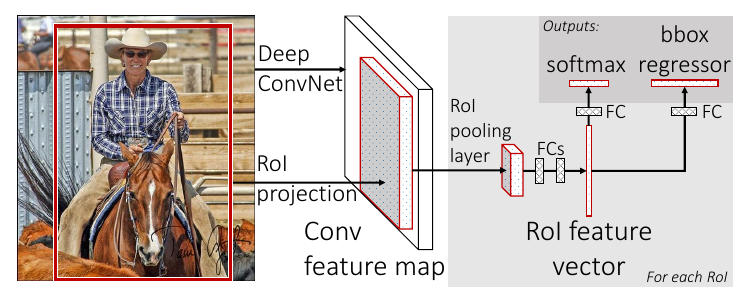 Outputs:
softmax
bbox
regressor
Deep
ConvNet
RoI
projection
Conv
feature map
RoI
pooling
layer
FCs
FC
FC
RoI feature
vector
For each RoI